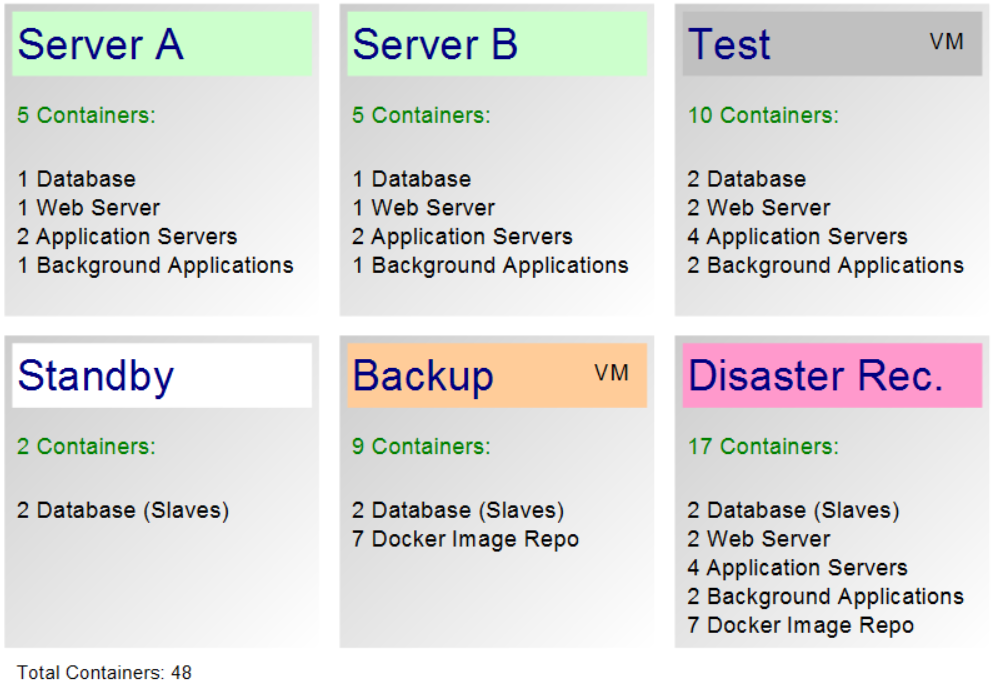 Server A
5 Containers:
1 Database
1 Web Server
2 Application Servers
1 Background Applications
Server B
5 Containers:
1 Database
1 Web Server
2 Application Servers
1 Background Applications
Test VM
10 Containers:
2 Database
2 Web Server
4 Application Servers
2 Background Applications
Standby
2 Containers:
2 Database (Slaves)
Backup VM
9 Containers:
2 Database (Slaves)
7 Docker Image Repo
Disaster Rec.
17 Containers:
2 Database (Slaves)
2 Web Server
4 Application Servers
2 Background Applications
7 Docker Image Repo
Total Containers: 48